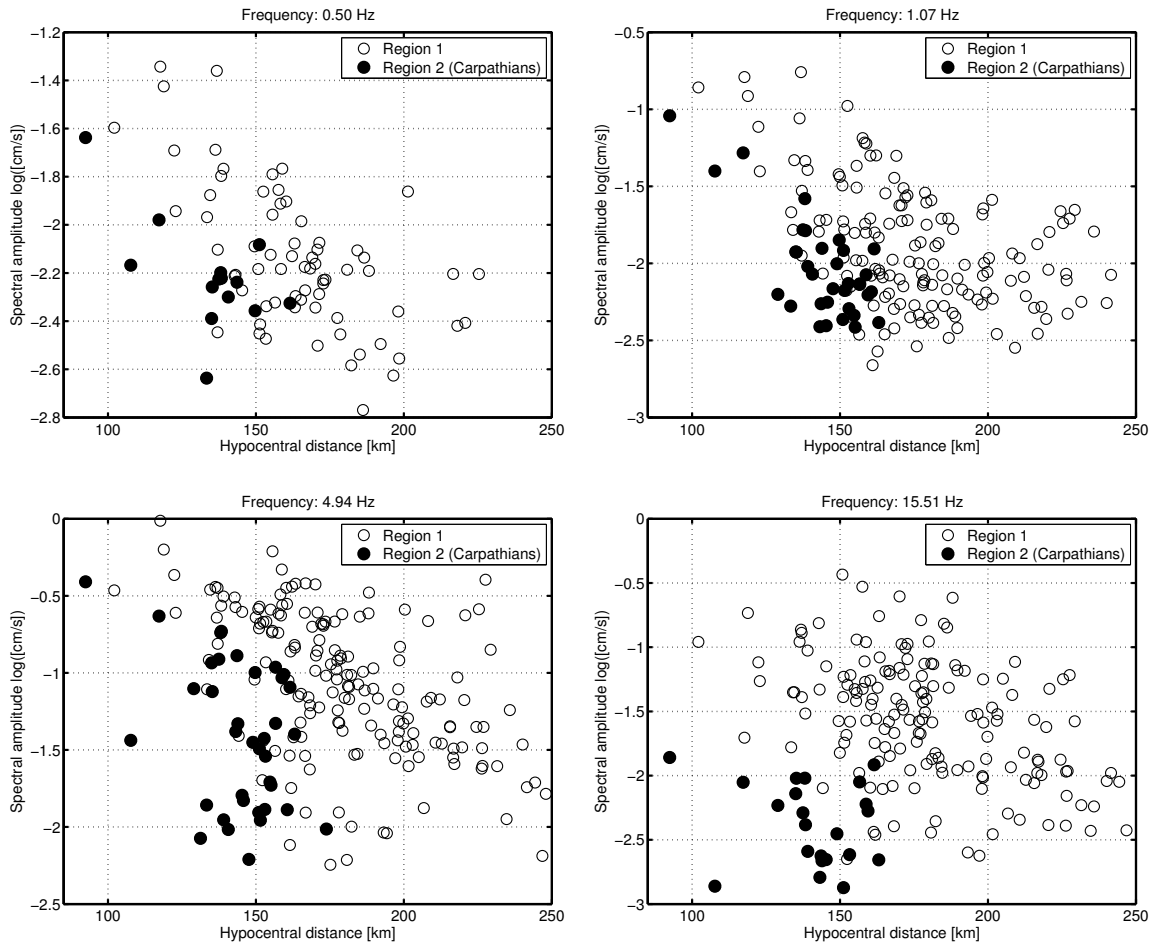 Frequency: 0.50 Hz
−1.2
−1.4
−1.6
−1.8
−2
−2.2
−2.4
−2.6
−2.8
Spectral amplitude log([cm/s])
Region 1
Region 2 (Carpathians)
100 150 200 250
Hypocentral distance [km]
Frequency: 1.07 Hz
−0.5
−1
−1.5
−2
−2.5
−3
Spectral amplitude log([cm/s])
Region 1
Region 2 (Carpathians)
100 150 200 250
Hypocentral distance [km]
Frequency: 4.94 Hz
0
−0.5
−1
−1.5
−2
−2.5
Spectral amplitude log([cm/s])
Region 1
Region 2 (Carpathians)
100 150 200 250
Hypocentral distance [km]
Frequency: 15.51 Hz
0
−0.5
−1
−1.5
−2
−2.5
−3
Spectral amplitude log([cm/s])
Region 1
Region 2 (Carpathians)
100 150 200 250
Hypocentral distance [km]